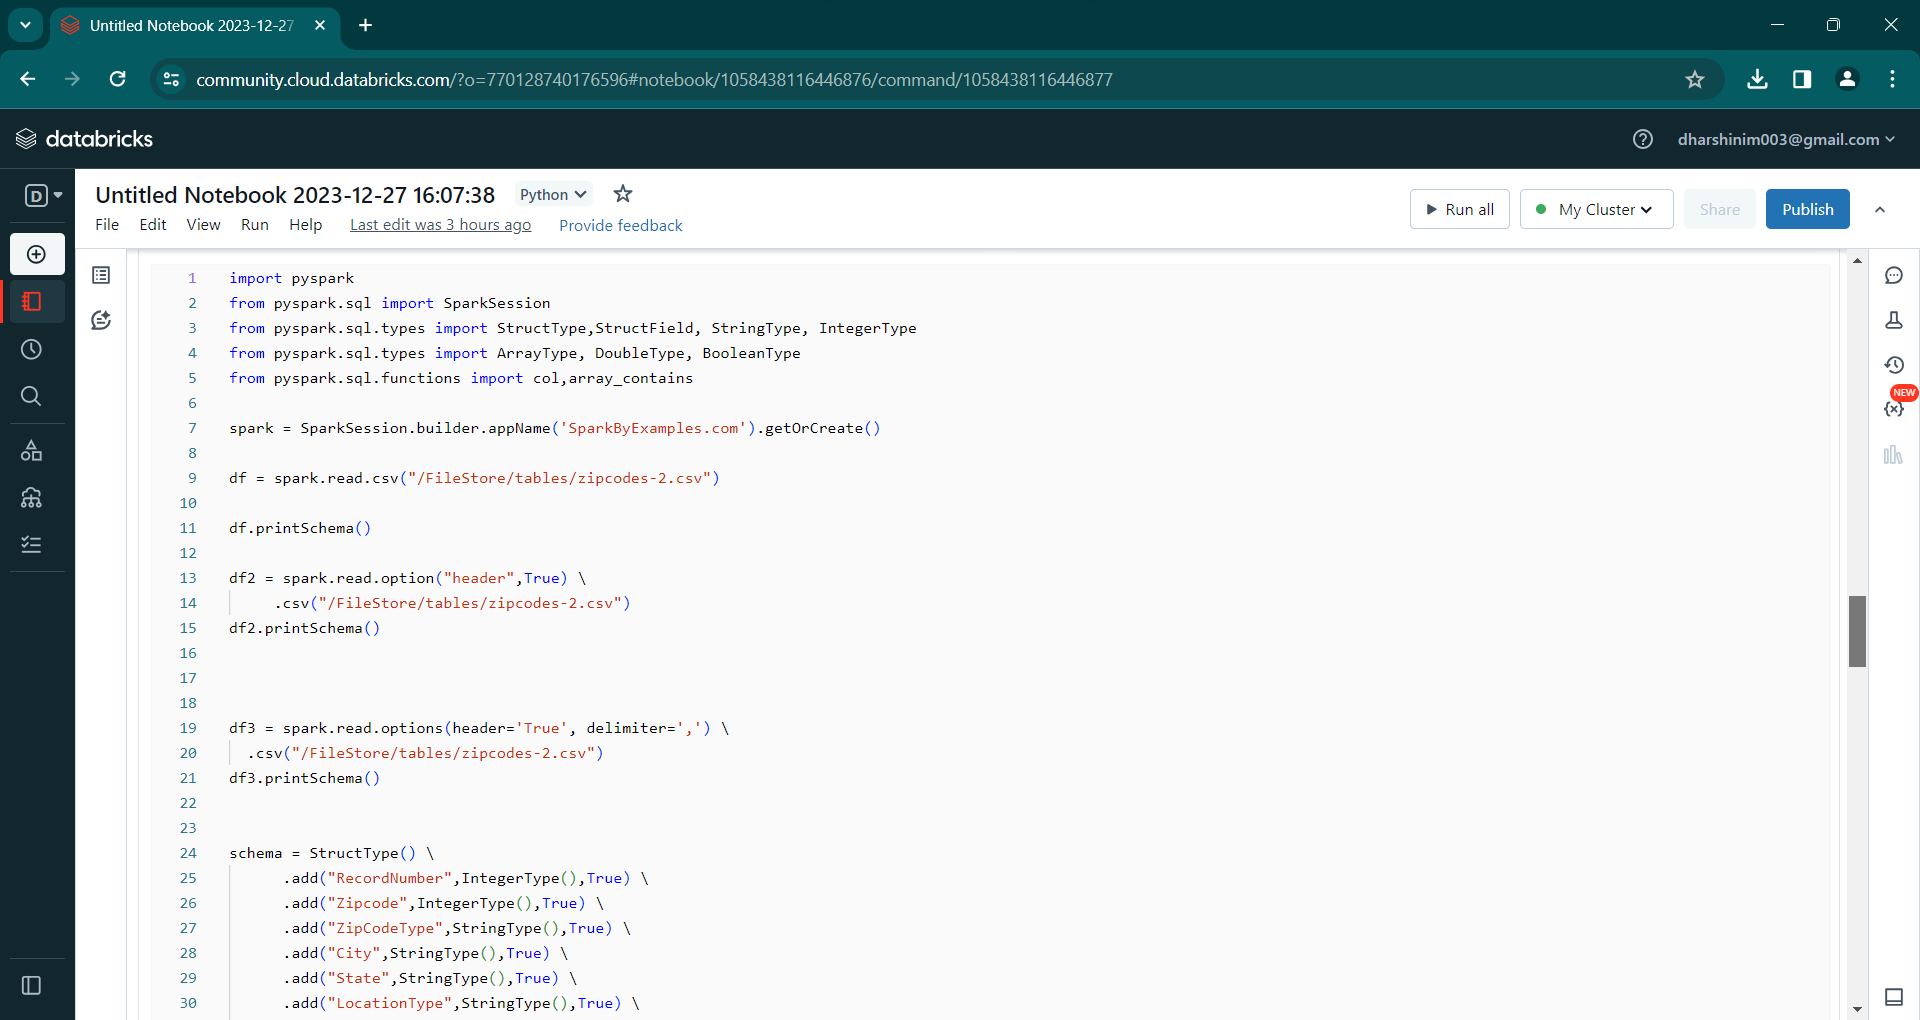 Untitled Notebook 2023-12-27
community.cloud.databricks.com/?o=770128740176596#notebook/1058438116446876/command/1058438116446877
databricks
dharshinim003@gmail.com
D
Untitled Notebook 2023-12-27 16:07:38 Python
File Edit View Run Help Last edit was 3 hours ago Provide feedback
Run all My Cluster Share Publish
NEW
1 import pyspark
2 from pyspark.sql import SparkSession
3 from pyspark.sql.types import StructType,StructField, StringType, IntegerType
4 from pyspark.sql.types import ArrayType, DoubleType, BooleanType
5 from pyspark.sql.functions import col,array_contains
6
7 spark = SparkSession.builder.appName('SparkByExamples.com').getOrCreate()
8
9 df = spark.read.csv("/FileStore/tables/zipcodes-2.csv")
10
11 df.printSchema()
12
13 df2 = spark.read.option("header",True) \
14 .csv("/FileStore/tables/zipcodes-2.csv")
15 df2.printSchema()
16
17
18
19 df3 = spark.read.options(header='True', delimiter=',') \
20 .csv("/FileStore/tables/zipcodes-2.csv")
21 df3.printSchema()
22
23
24 schema = StructType() \
25 .add("RecordNumber",IntegerType(),True) \
26 .add("Zipcode",IntegerType(),True) \
27 .add("ZipCodeType",StringType(),True) \
28 .add("City",StringType(),True) \
29 .add("State",StringType(),True) \
30 .add("LocationType",StringType(),True) \